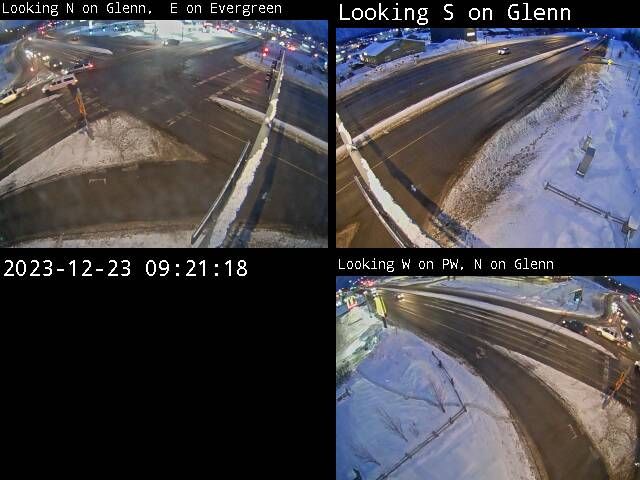 Looking N on Glenn, E on Evergreen
Looking S on Glenn
2023-12-23 09:21:18
Looking W on PW, N on Glenn